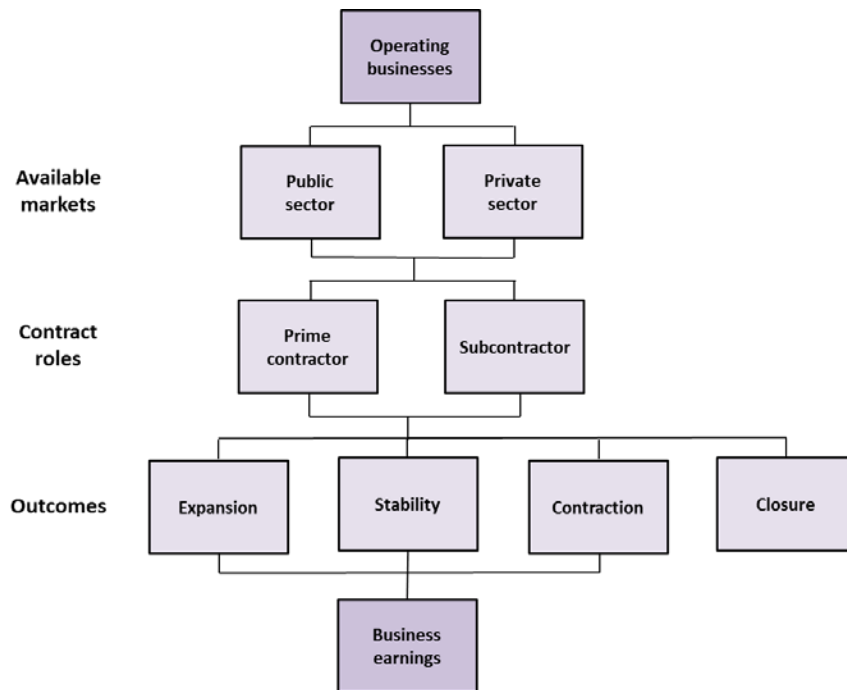 Operating
businesses
Available
markets
Public
sector
Private
sector
Contract
roles
Prime
contractor
Subcontractor
Outcomes
Expansion
Stability
Contraction
Closure
Business
earnings